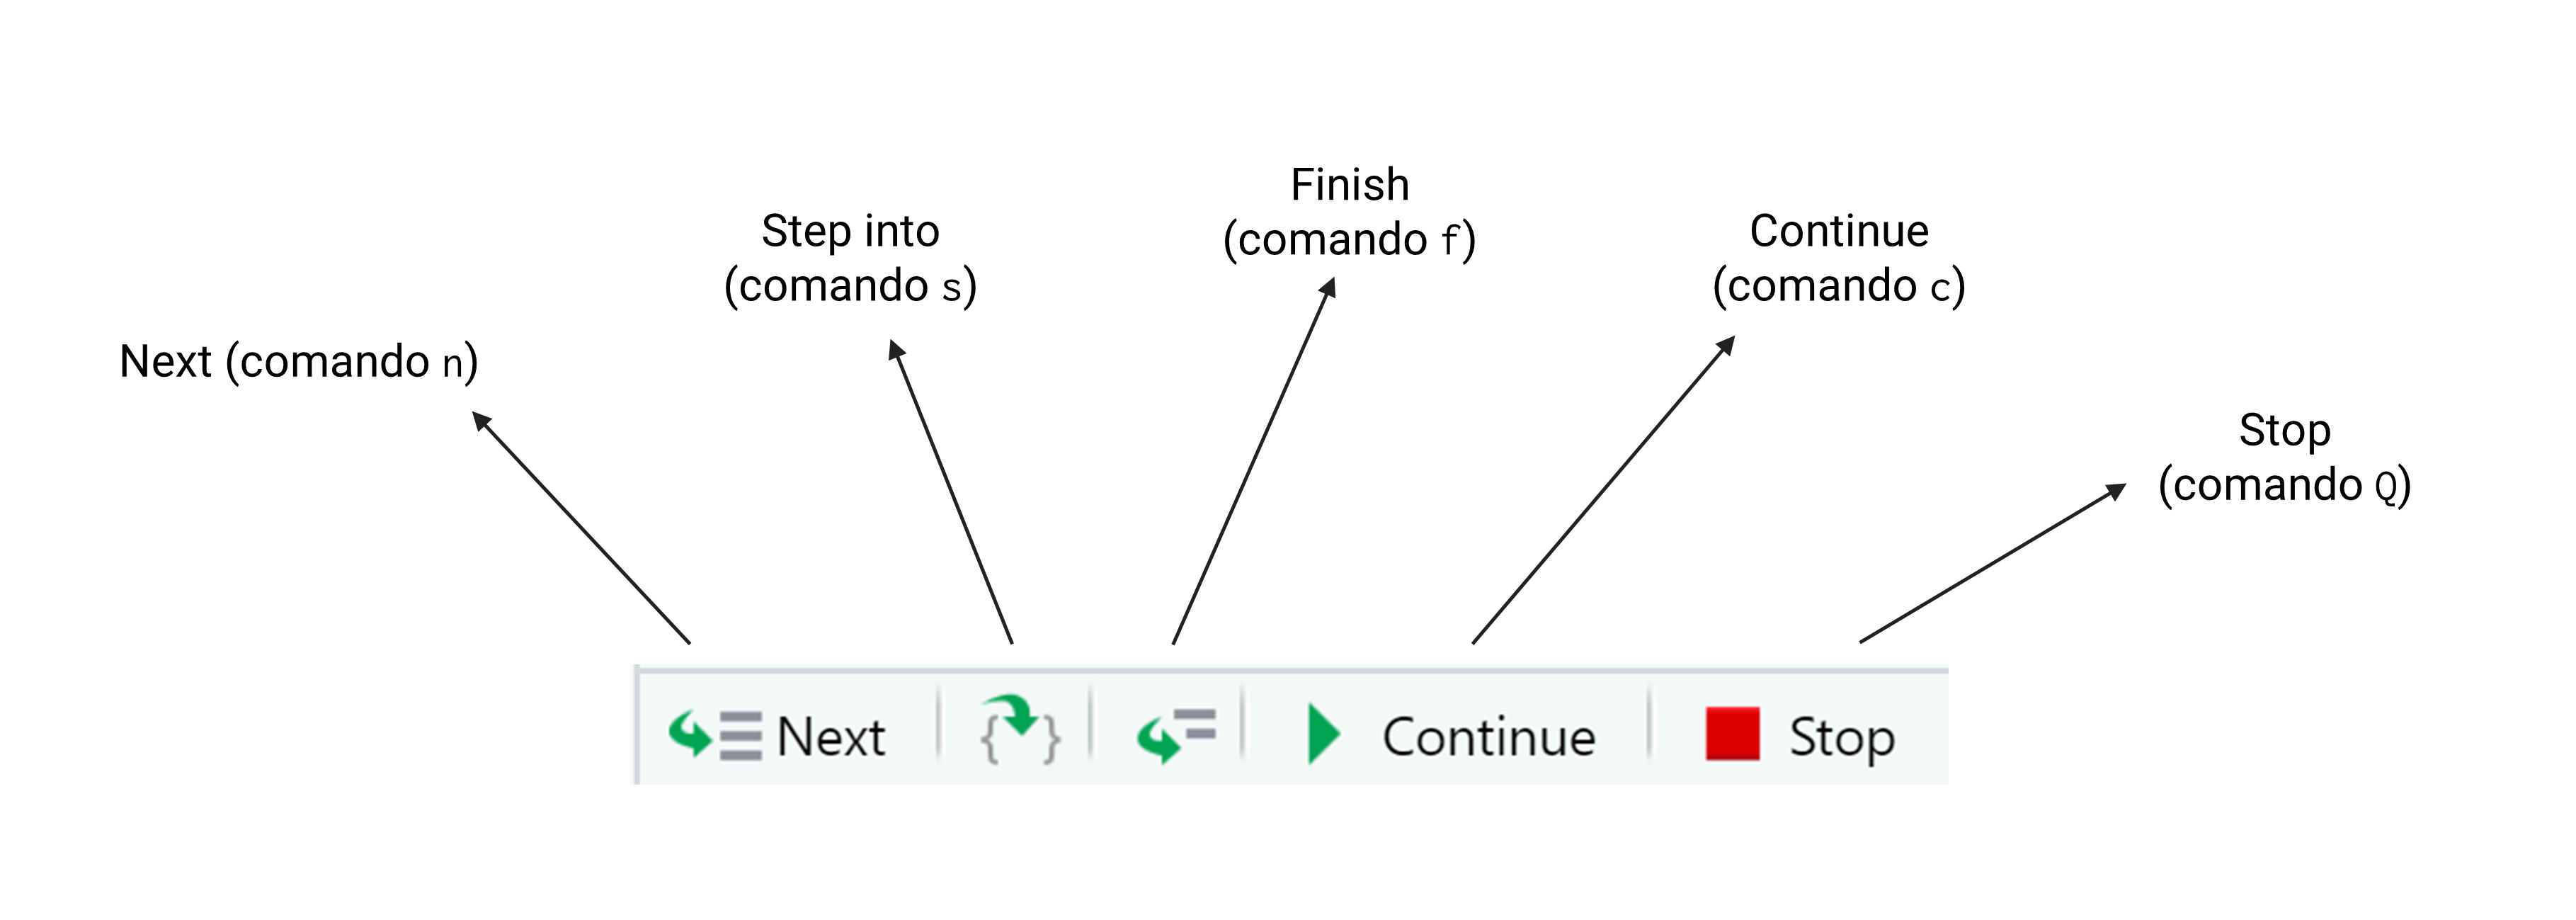 Finish
(comando f)
Step into
(comando s)
Continue
(comando c)
Next (comando n)
Stop
(comando Q)
Next
Continue
Stop